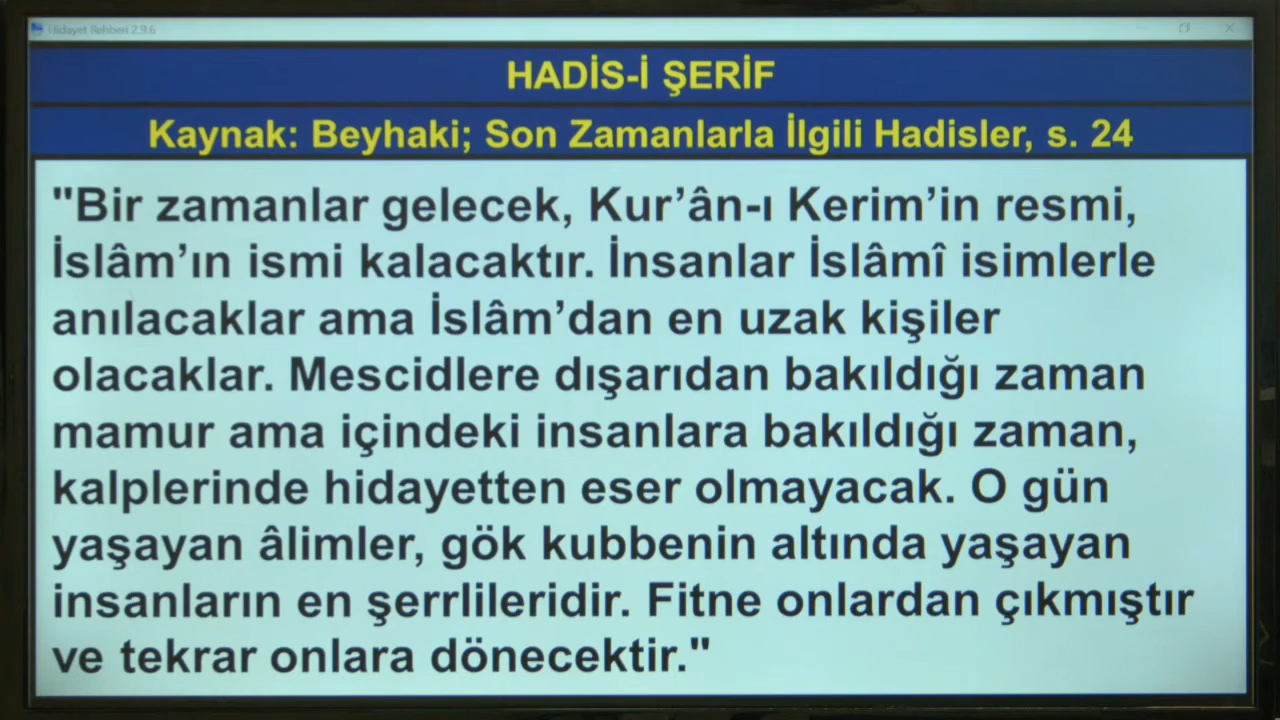 Hidayet Rehberi 2.9.6
HADİS-İ ŞERİF
Kaynak: Beyhaki; Son Zamanlarla İlgili Hadisler, s. 24
"Bir zamanlar gelecek, Kur’ân-ı Kerim’in resmi,
İslâm’ın ismi kalacaktır. İnsanlar İslâmî isimlerle
anılacaklar ama İslâm’dan en uzak kişiler
olacaklar. Mescidlere dışarıdan bakıldığı zaman
mamur ama içindeki insanlara bakıldığı zaman,
kalplerinde hidayetten eser olmayacak. O gün
yaşayan âlimler, gök kubbenin altında yaşayan
insanların en şerrlileridir. Fitne onlardan çıkmıştır
ve tekrar onlara dönecektir."